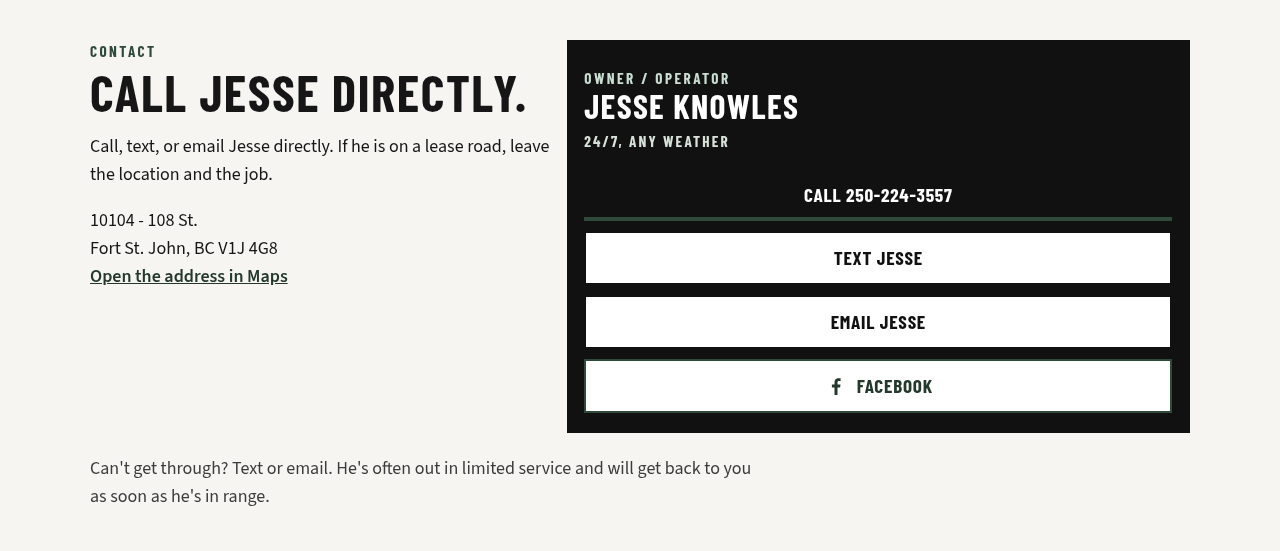 CONTACT
CALL JESSE DIRECTLY.
Call, text, or email Jesse directly. If he is on a lease road, leave
the location and the job.
10104 - 108 St.
Fort St. John, BC V1J 4G8
Open the address in Maps
OWNER / OPERATOR
JESSE KNOWLES
24/7, ANY WEATHER
CALL 250-224-3557
TEXT JESSE
EMAIL JESSE
FACEBOOK
Can't get through? Text or email. He's often out in limited service and will get back to you
as soon as he's in range.